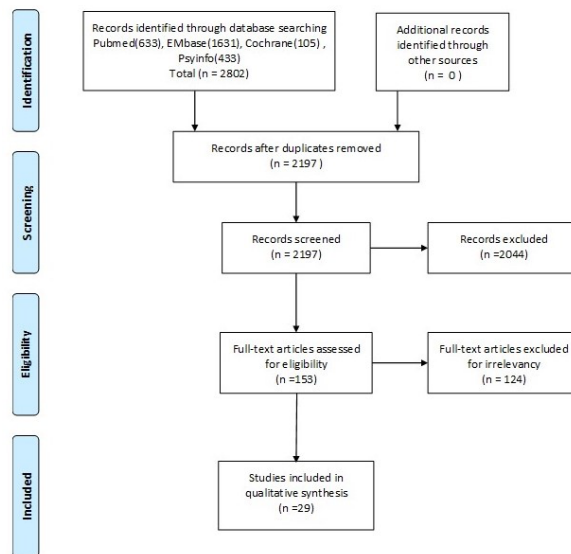 Identification
Records identified through database searching
Pubmed(633), EMbase(1631), Cochrane(105) ,
Psyinfo(433)
Total (n = 2802)
Additional records
identified through
other sources
(n = 0 )
Records after duplicates removed
(n = 2197 )
Screening
Records screened
(n = 2197)
Records excluded
(n =2044)
Eligibility
Full-text articles assessed
for eligibility
(n =153)
Full-text articles excluded
for irrelevancy
(n = 124)
Included
Studies included in
qualitative synthesis
(n =29)